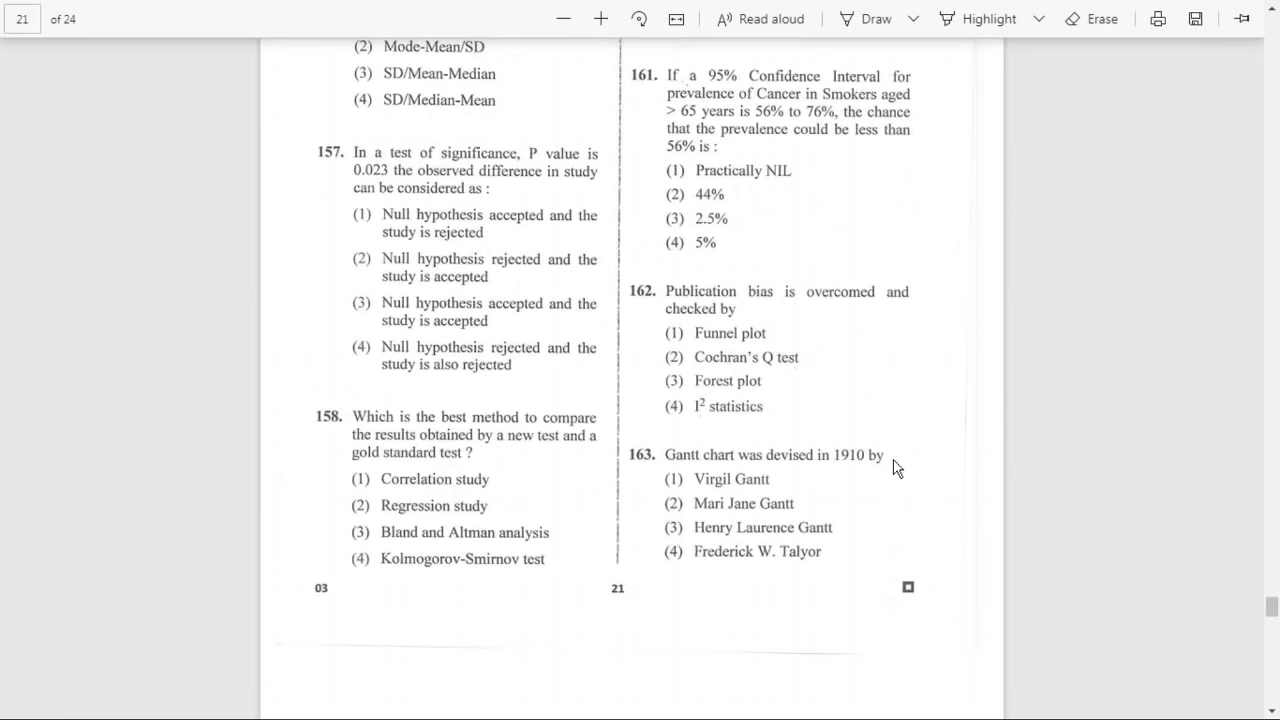 21 of 24
Read aloud
Draw
Highlight
Erase
(2) Mode-Mean/SD
(3) SD/Mean-Median
(4) SD/Median-Mean
157. In a test of significance, P value is
0.023 the observed difference in study
can be considered as :
(1) Null hypothesis accepted and the
study is rejected
(2) Null hypothesis rejected and the
study is accepted
(3) Null hypothesis accepted and the
study is accepted
(4) Null hypothesis rejected and the
study is also rejected
158. Which is the best method to compare
the results obtained by a new test and a
gold standard test ?
(1) Correlation study
(2) Regression study
(3) Bland and Altman analysis
(4) Kolmogorov-Smirnov test
161. If a 95% Confidence Interval for
prevalence of Cancer in Smokers aged
> 65 years is 56% to 76%, the chance
that the prevalence could be less than
56% is :
(1) Practically NIL
(2) 44%
(3) 2.5%
(4) 5%
162. Publication bias is overcomed and
checked by
(1) Funnel plot
(2) Cochran's Q test
(3) Forest plot
(4) I² statistics
163. Gantt chart was devised in 1910 by
(1) Virgil Gantt
(2) Mari Jane Gantt
(3) Henry Laurence Gantt
(4) Frederick W. Talyor
03
21